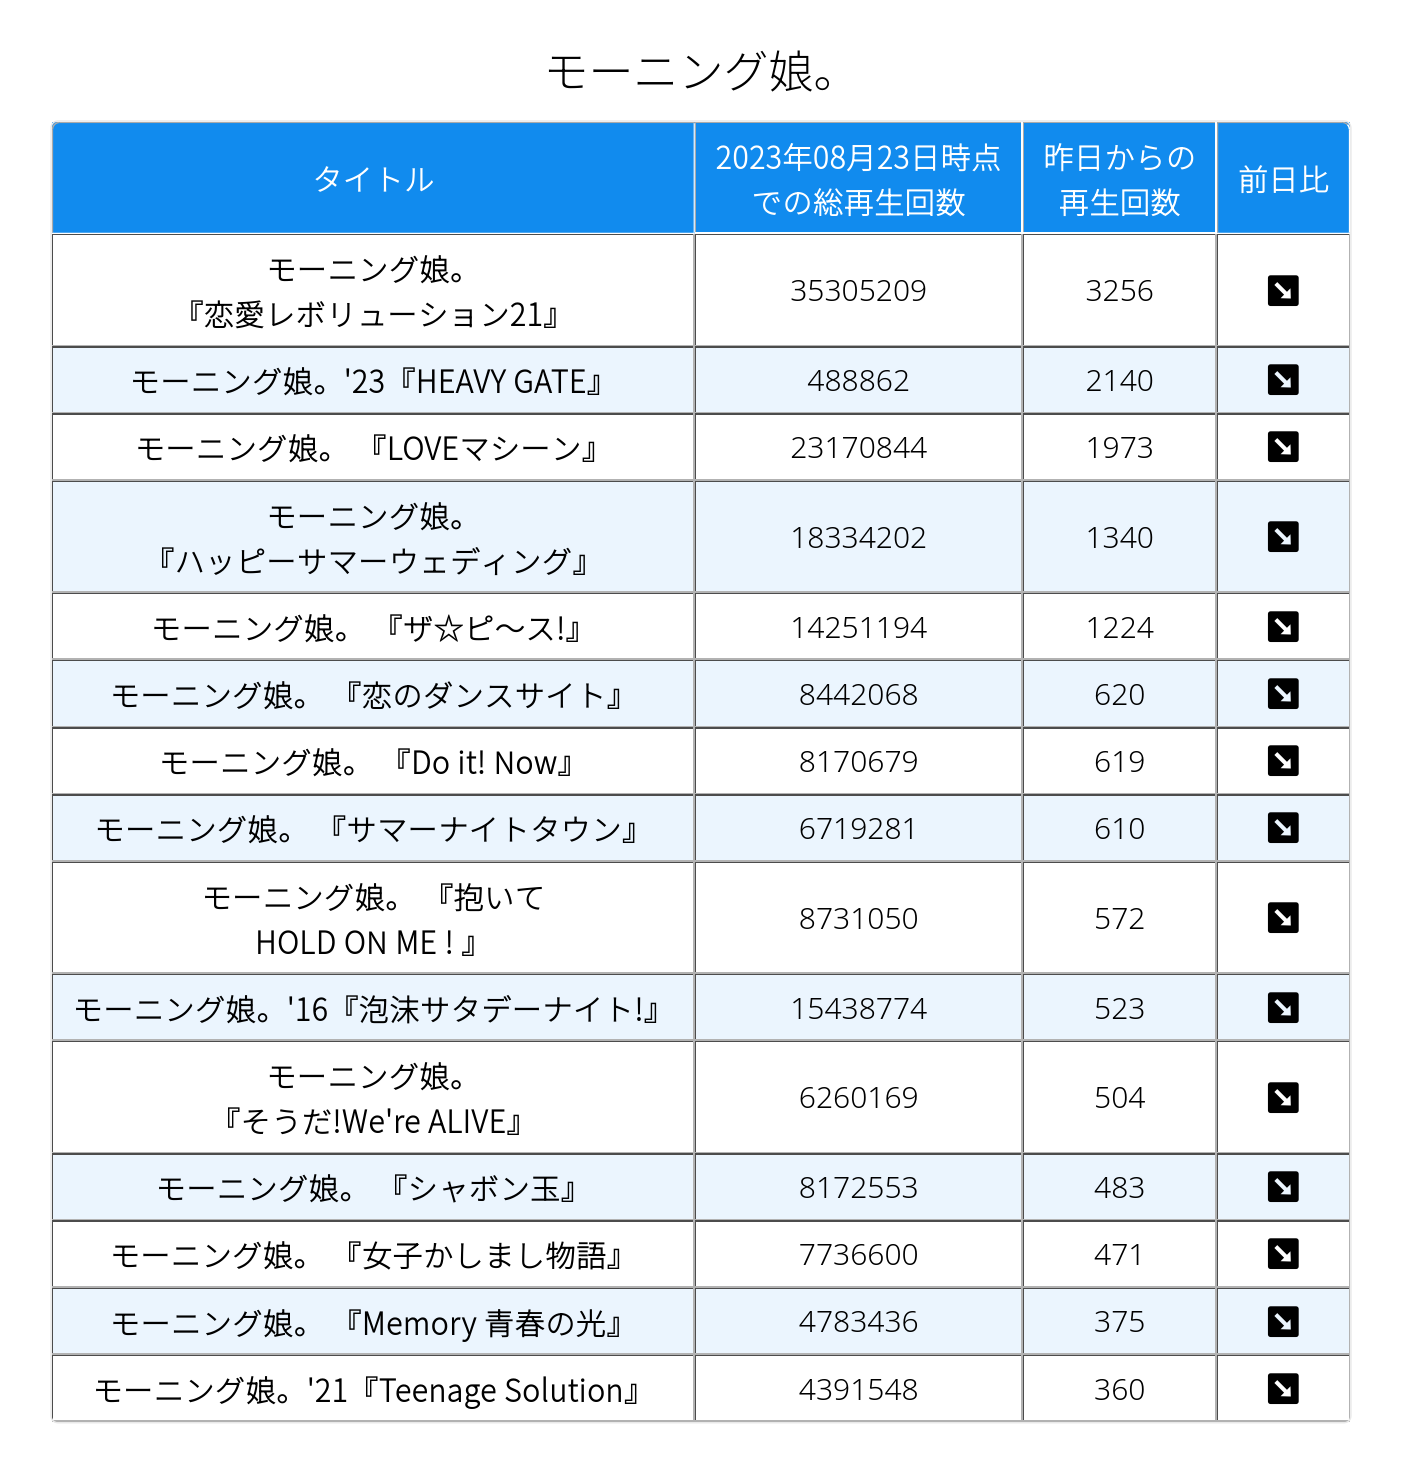 モーニング娘。
タイトル
2023年08月23日時点
での総再生回数
昨日からの
再生回数
前日比
モーニング娘。
『恋愛レボリューション21』
35305209
3256
モーニング娘。'23『HEAVY GATE』
488862
2140
モーニング娘。 『LOVEマシーン』
23170844
1973
モーニング娘。
『ハッピーサマーウェディング』
18334202
1340
モーニング娘。 『ザ☆ピ〜ス!』
14251194
1224
モーニング娘。 『恋のダンスサイト』
8442068
620
モーニング娘。 『Do it! Now』
8170679
619
モーニング娘。 『サマーナイトタウン』
6719281
610
モーニング娘。 『抱いて
HOLD ON ME ! 』
8731050
572
モーニング娘。'16『泡沫サタデーナイト!』
15438774
523
モーニング娘。
『そうだ!We're ALIVE』
6260169
504
モーニング娘。 『シャボン玉』
8172553
483
モーニング娘。 『女子かしまし物語』
7736600
471
モーニング娘。 『Memory 青春の光』
4783436
375
モーニング娘。'21『Teenage Solution』
4391548
360